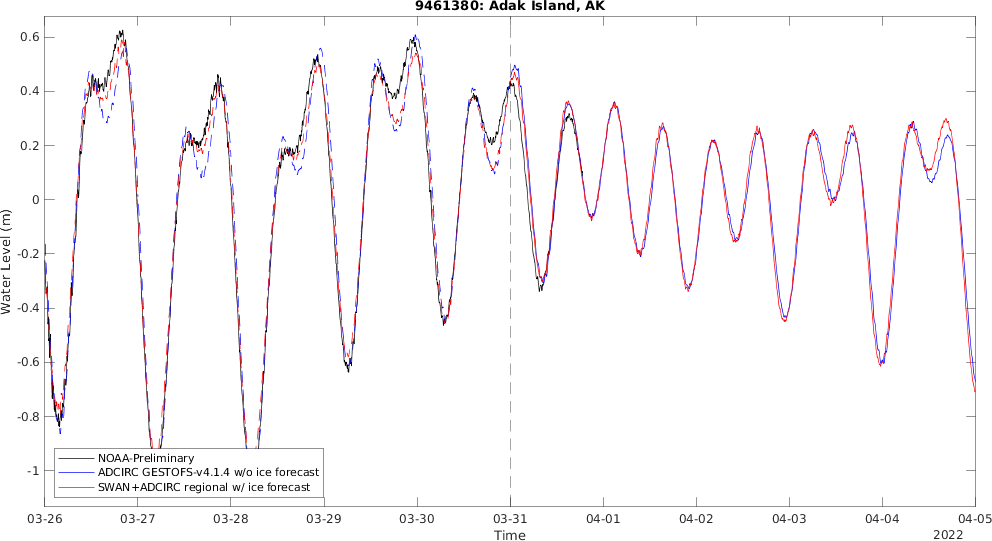 9461380: Adak Island, AK
Water Level (m)
0.6
0.4
0.2
0
-0.2
-0.4
-0.6
-0.8
-1
NOAA-Preliminary
ADCIRC GESTOFS-v4.1.4 w/o ice forecast
SWAN+ADCIRC regional w/ ice forecast
03-26 03-27 03-28 03-29 03-30 03-31 04-01 04-02 04-03 04-04 04-05
Time
2022